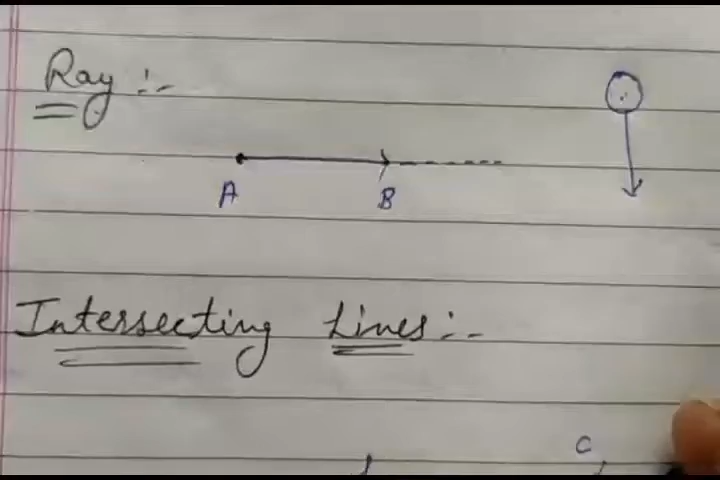 Ray :-
A B
Intersecting Lines :-
C